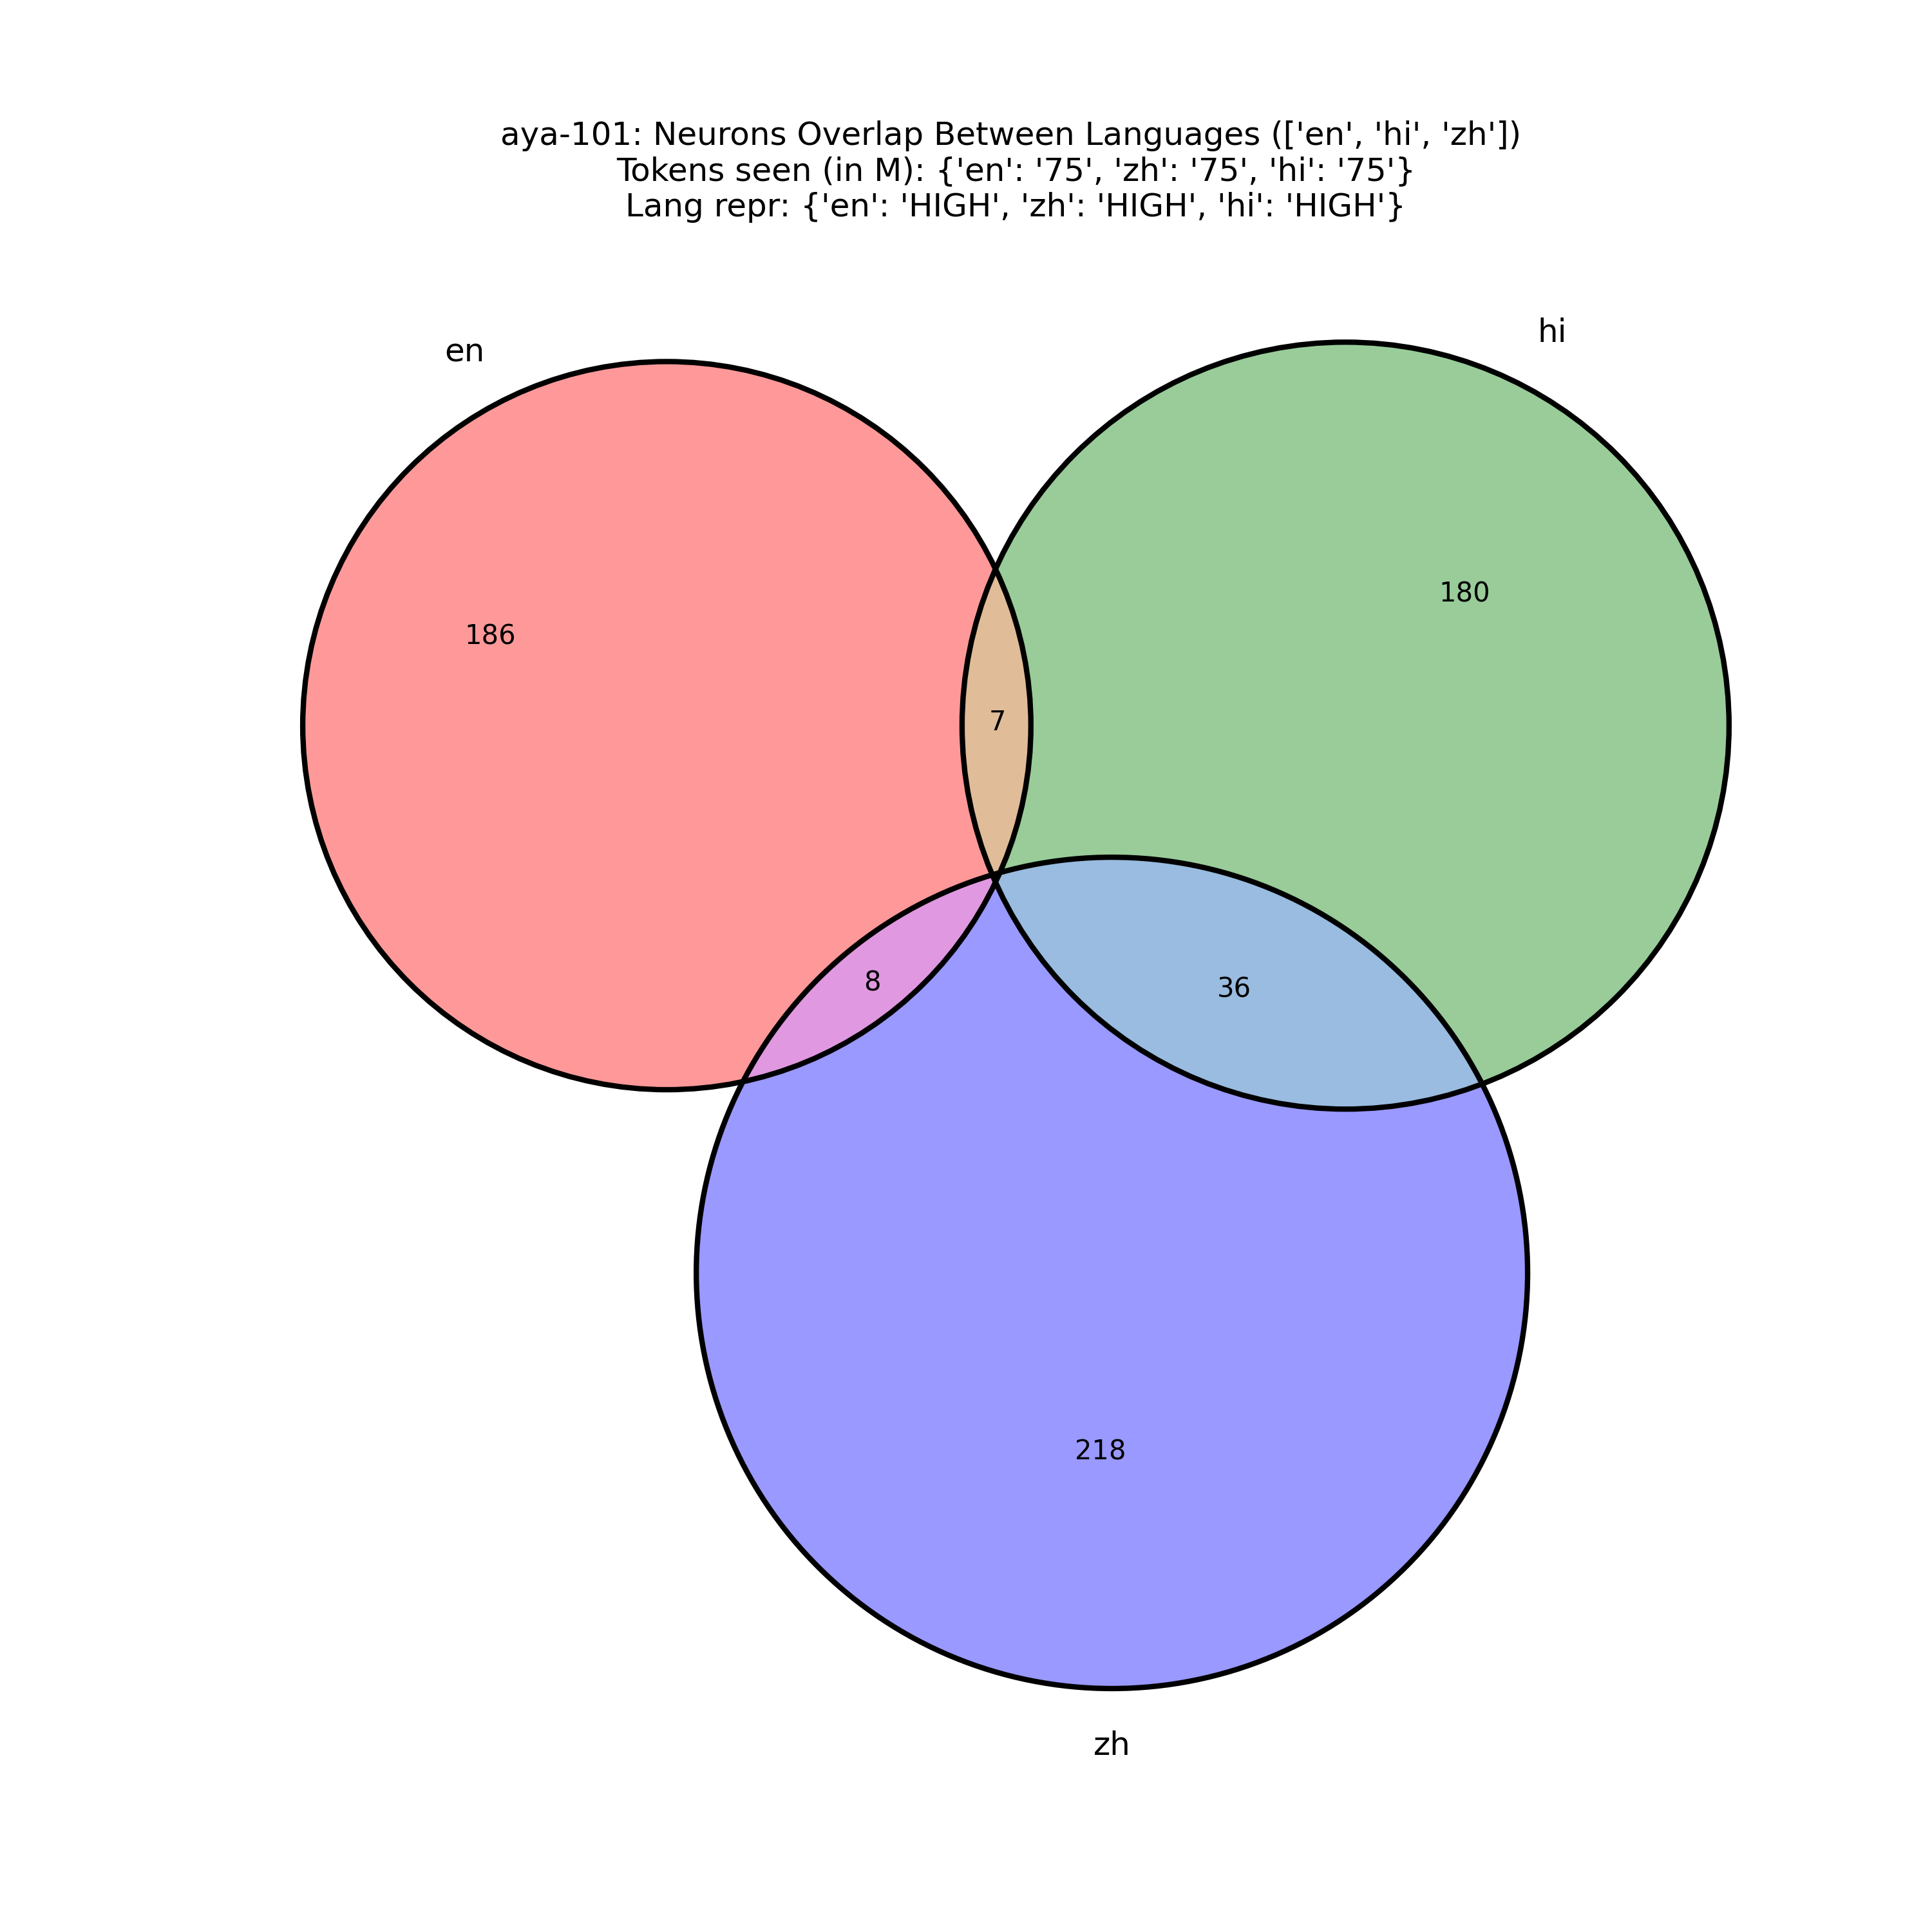 aya-101: Neurons Overlap Between Languages (['en', 'hi', 'zh'])
Tokens seen (in M): {'en': '75', 'zh': '75', 'hi': '75'}
Lang repr: {'en': 'HIGH', 'zh': 'HIGH', 'hi': 'HIGH'}
hi
en
180
186
7
8
36
218
zh